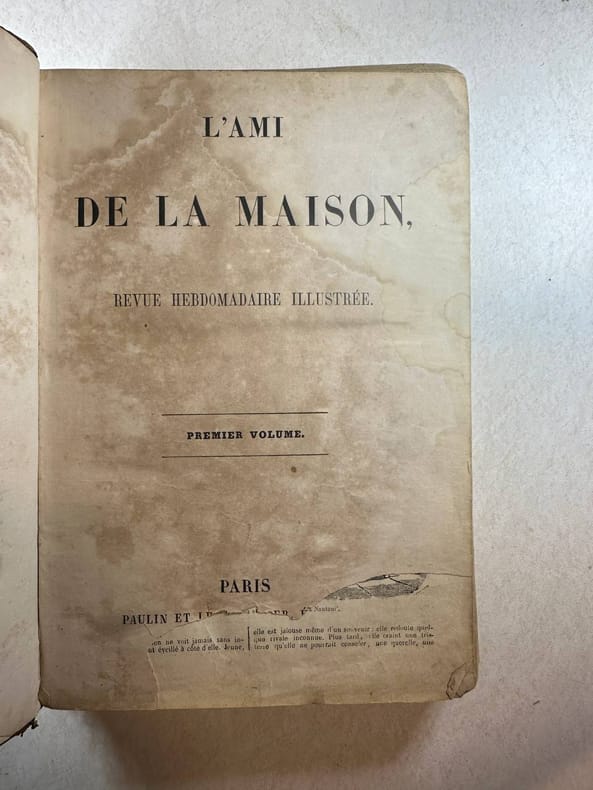 L'AMI
DE LA MAISON,
REVUE HEBDOMADAIRE ILLUSTRÉE.
PREMIER VOLUME.
PARIS
PAULIN ET
Nanteuil.
ne voit jamais sans in-
éveillé à côte d'elle. Jeune,
elle est jalouse même d'un souvenir; elle redoute quel-
que rivale inconnue. Plus tard, elle craint une tris-
tesse qu'elle ne pourrait consoler, une querelle, une